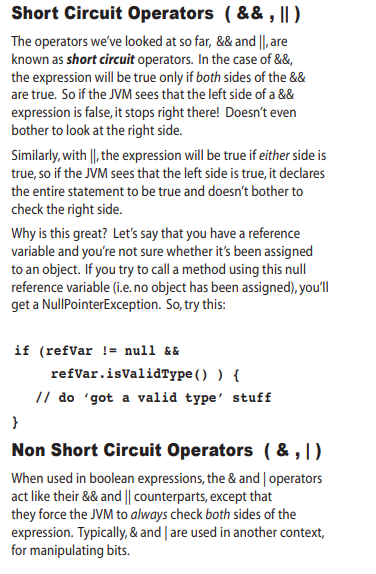 Short Circuit Operators ( && , || )
The operators we’ve looked at so far, && and ||, are
known as short circuit operators. In the case of &&,
the expression will be true only if both sides of the &&
are true. So if the JVM sees that the left side of a &&
expression is false, it stops right there! Doesn’t even
bother to look at the right side.
Similarly, with ||, the expression will be true if either side is
true, so if the JVM sees that the left side is true, it declares
the entire statement to be true and doesn’t bother to
check the right side.
Why is this great? Let’s say that you have a reference
variable and you’re not sure whether it’s been assigned
to an object. If you try to call a method using this null
reference variable (i.e. no object has been assigned), you’ll
get a NullPointerException. So, try this:
if (refVar != null &&
refVar.isValidType() ) {
// do ‘got a valid type’ stuff
}
Non Short Circuit Operators ( & , | )
When used in boolean expressions, the & and | operators
act like their && and || counterparts, except that
they force the JVM to always check both sides of the
expression. Typically, & and | are used in another context,
for manipulating bits.